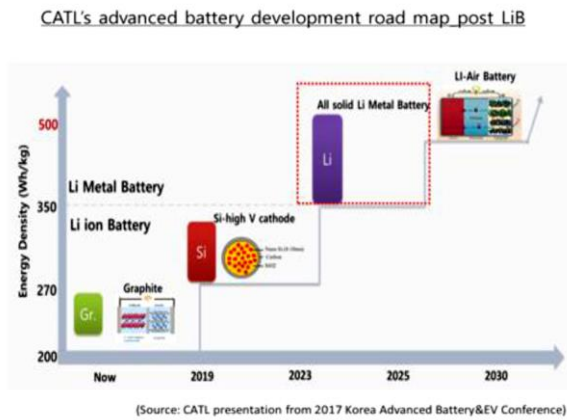 CATL's advanced battery development road map_post LiB
LI-Air Battery
All solid Li Metal Battery
500
Li
Li Metal Battery
350
Li ion Battery
Si-high V cathode
Si
Energy Density (Wh/kg)
270
Graphite
Gr.
200
Now
2019
2023
2025
2030
(Source: CATL presentation from 2017 Korea Advanced Battery&EV Conference)